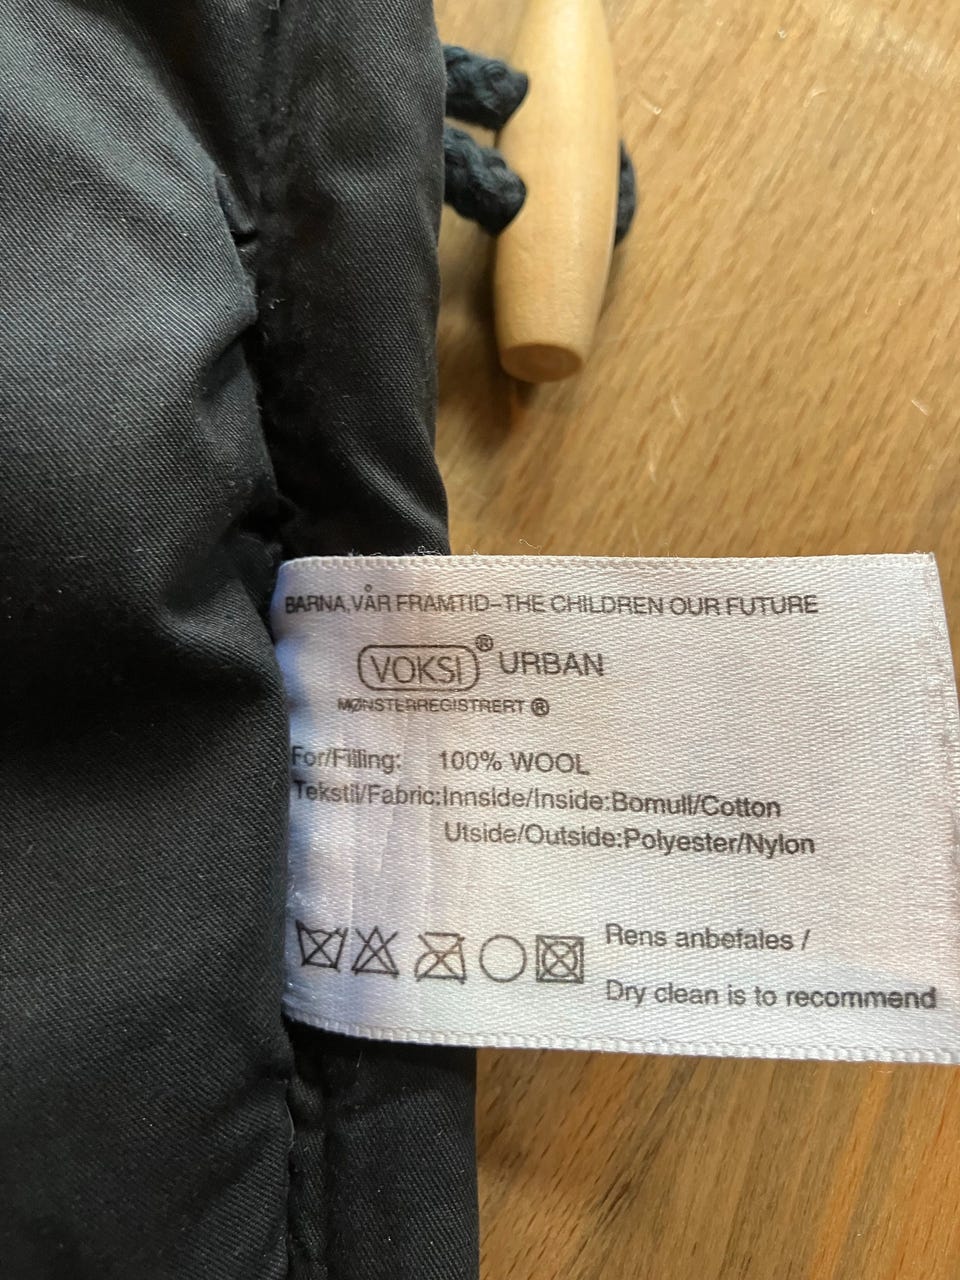 BARNA,VÅR FRAMTID-THE CHILDREN OUR FUTURE
VOKSI® URBAN
MØNSTERREGISTRERT ®
For/Filling: 100% WOOL
Tekstil/Fabric:Innside/Inside:Bomull/Cotton
Utside/Outside:Polyester/Nylon
Rens anbefales /
Dry clean is to recommend